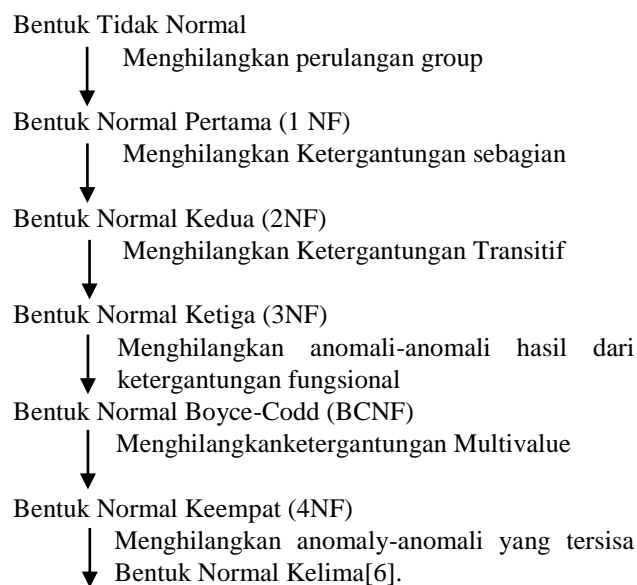 Bentuk Tidak Normal
Menghilangkan perulangan group
Bentuk Normal Pertama (1 NF)
Menghilangkan Ketergantungan sebagian
Bentuk Normal Kedua (2NF)
Menghilangkan Ketergantungan Transitif
Bentuk Normal Ketiga (3NF)
Menghilangkan anomali-anomali hasil dari
ketergantungan fungsional
Bentuk Normal Boyce-Codd (BCNF)
Menghilangkanketergantungan Multivalue
Bentuk Normal Keempat (4NF)
Menghilangkan anomaly-anomali yang tersisa
Bentuk Normal Kelima[6].